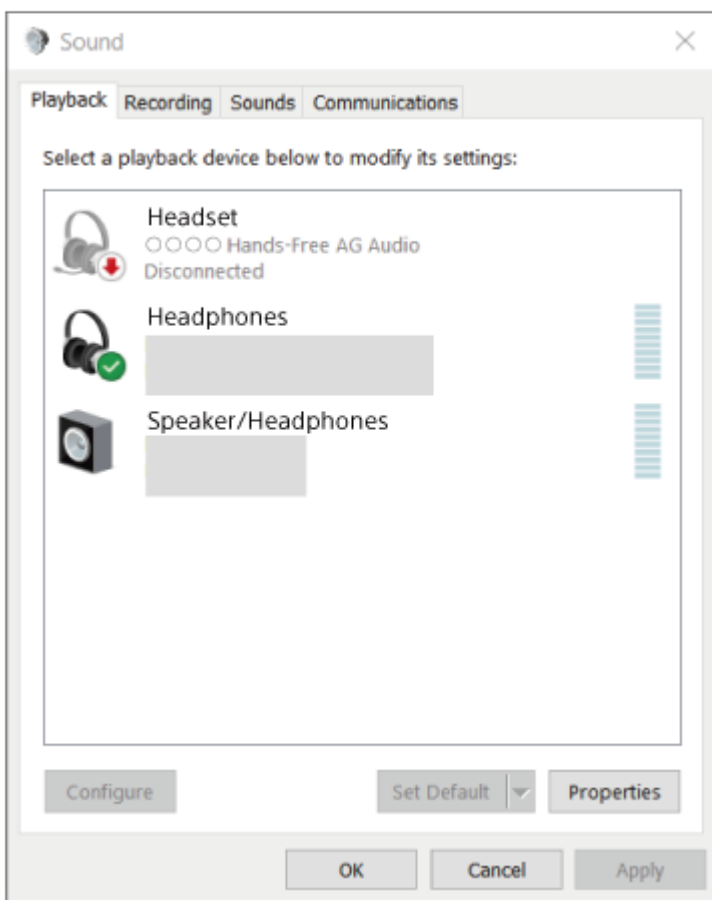 Sound
Playback Recording Sounds Communications
Select a playback device below to modify its settings:
Headset
○○○○ Hands-Free AG Audio
Disconnected
Headphones
Speaker/Headphones
Configure Set Default Properties
OK Cancel Apply